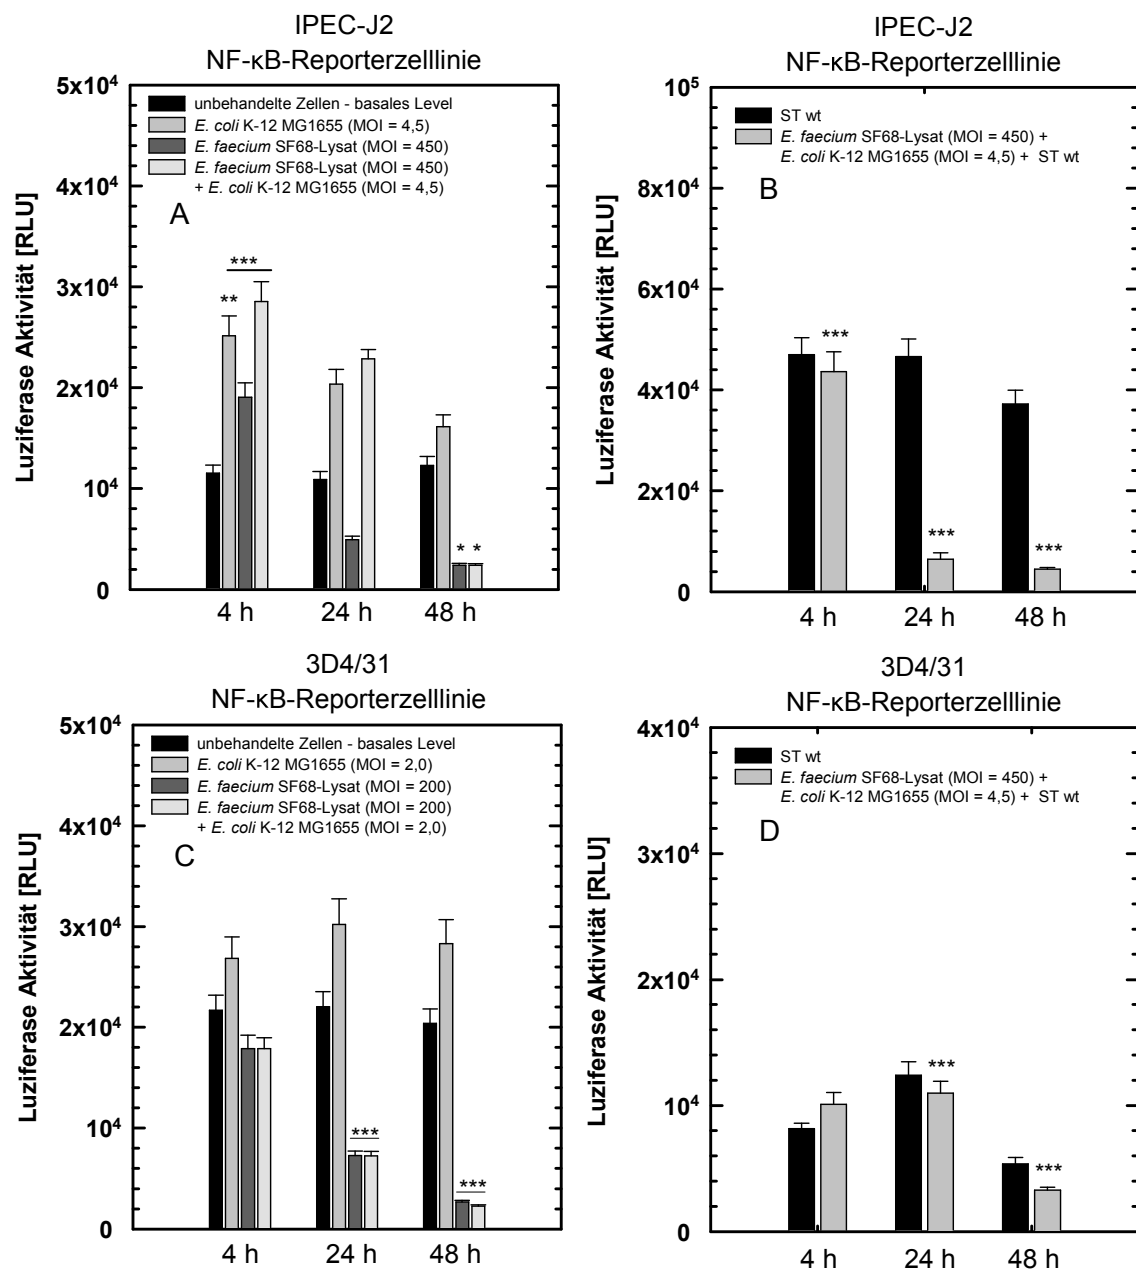 IPEC-J2
NF-κB-Reporterzelllinie
Luziferase Aktivität [RLU]
5x10⁴
4x10⁴
3x10⁴
2x10⁴
10⁴
0
unbehandelte Zellen - basales Level
E. coli K-12 MG1655 (MOI = 4,5)
E. faecium SF68-Lysat (MOI = 450)
E. faecium SF68-Lysat (MOI = 450)
+ E. coli K-12 MG1655 (MOI = 4,5)
A
***
**
* *
4 h 24 h 48 h
IPEC-J2
NF-κB-Reporterzelllinie
Luziferase Aktivität [RLU]
10⁵
8x10⁴
6x10⁴
4x10⁴
2x10⁴
0
ST wt
E. faecium SF68-Lysat (MOI = 450) +
E. coli K-12 MG1655 (MOI = 4,5) + ST wt
B
***
***
***
4 h 24 h 48 h
3D4/31
NF-κB-Reporterzelllinie
Luziferase Aktivität [RLU]
5x10⁴
4x10⁴
3x10⁴
2x10⁴
10⁴
0
unbehandelte Zellen - basales Level
E. coli K-12 MG1655 (MOI = 2,0)
E. faecium SF68-Lysat (MOI = 200)
E. faecium SF68-Lysat (MOI = 200)
+ E. coli K-12 MG1655 (MOI = 2,0)
C
***
***
4 h 24 h 48 h
3D4/31
NF-κB-Reporterzelllinie
Luziferase Aktivität [RLU]
4x10⁴
3x10⁴
2x10⁴
10⁴
0
ST wt
E. faecium SF68-Lysat (MOI = 450) +
E. coli K-12 MG1655 (MOI = 4,5) + ST wt
D
***
***
4 h 24 h 48 h